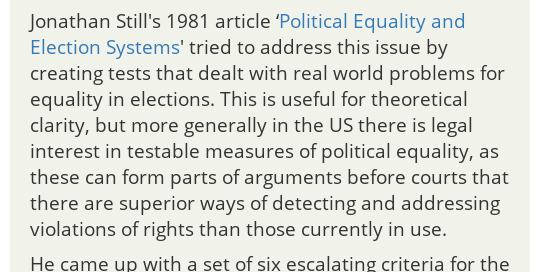 Jonathan Still's 1981 article ‘Political Equality and
Election Systems' tried to address this issue by
creating tests that dealt with real world problems for
equality in elections. This is useful for theoretical
clarity, but more generally in the US there is legal
interest in testable measures of political equality, as
these can form parts of arguments before courts that
there are superior ways of detecting and addressing
violations of rights than those currently in use.
He came up with a set of six escalating criteria for the